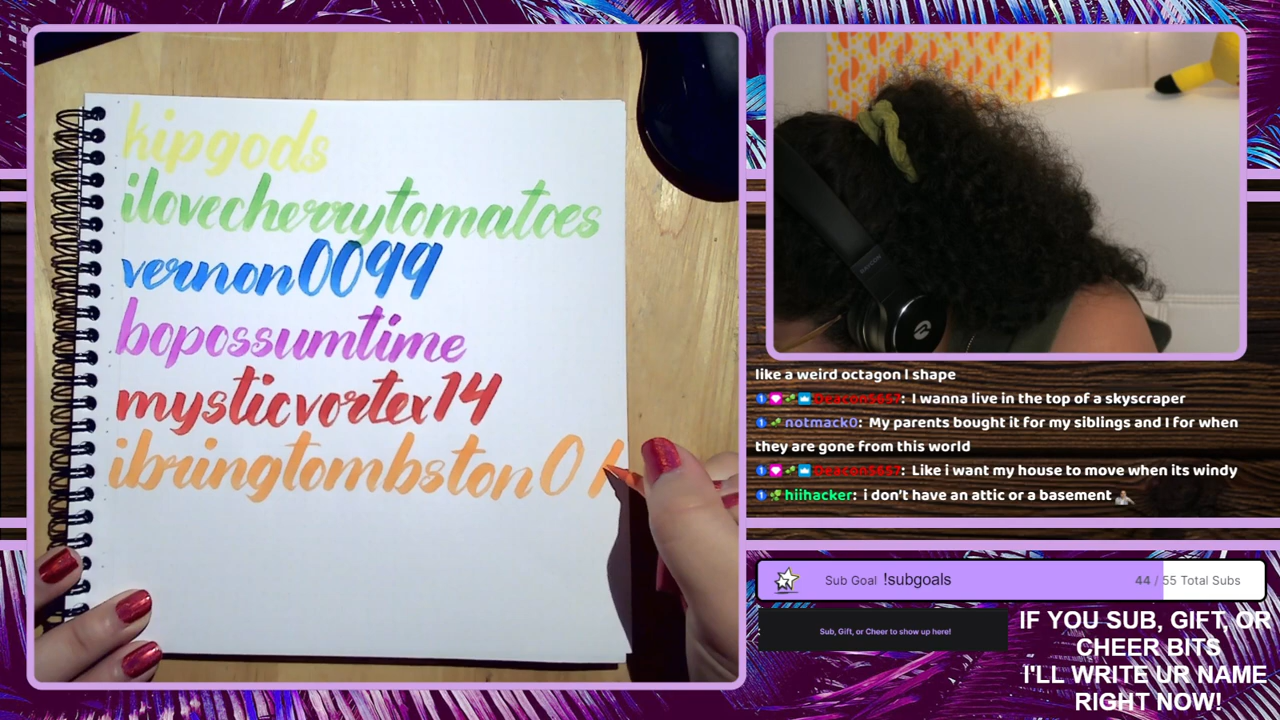 kipgods
ilovecherrytomatoes
vernon0099
bopossumtime
mysticvortex14
ibringtombston01
like a weird octagon l shape
Deacon5657: I wanna live in the top of a skyscraper
notmack0: My parents bought it for my siblings and I for when
they are gone from this world
Deacon5657: Like i want my house to move when its windy
hiihacker: i don't have an attic or a basement
Sub Goal !subgoals 44 / 55 Total Subs
Sub, Gift, or Cheer to show up here!
IF YOU SUB, GIFT, OR
CHEER BITS
I'LL WRITE UR NAME
RIGHT NOW!